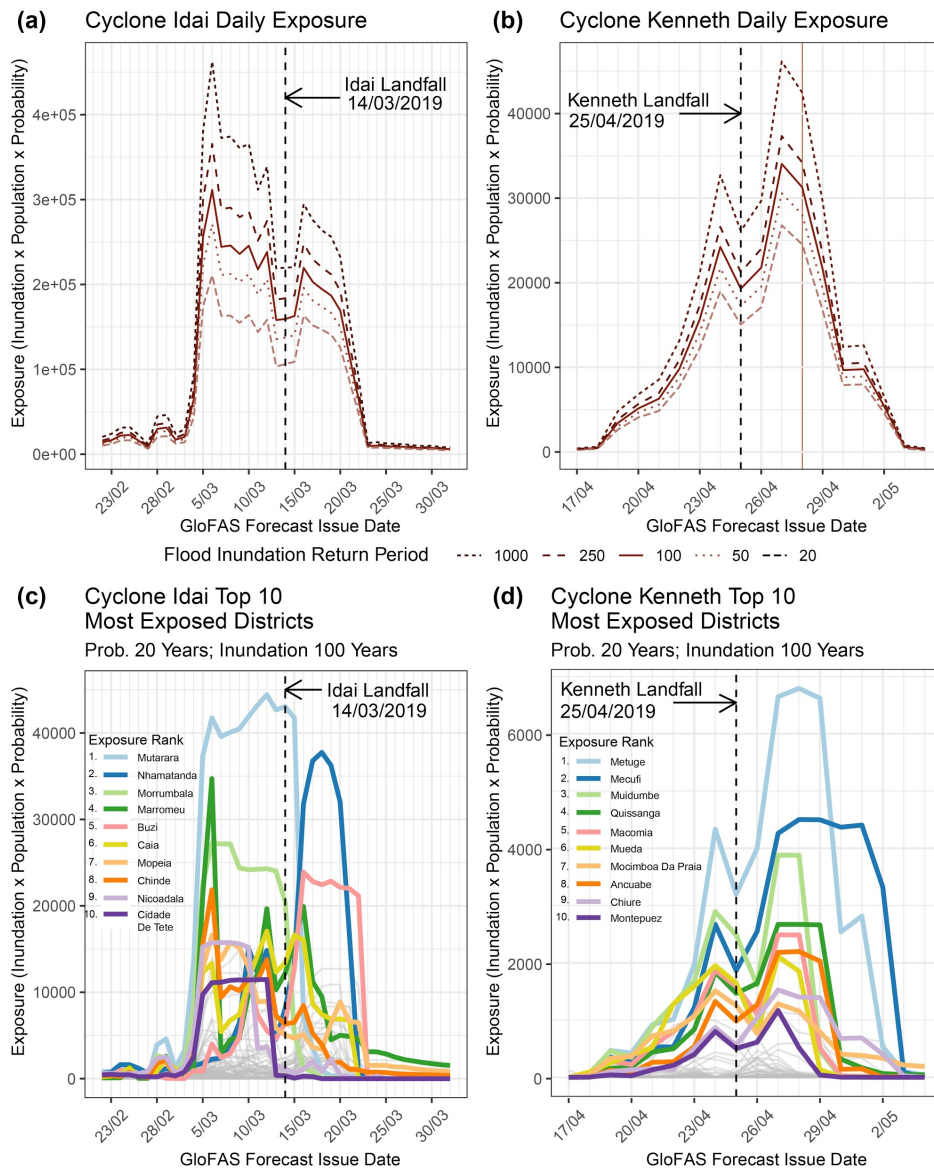 (a) Cyclone Idai Daily Exposure
Exposure (Inundation x Population x Probability)
4e+05
3e+05
2e+05
1e+05
0e+00
Idai Landfall
14/03/2019
23/02 28/02 5/03 10/03 15/03 20/03 25/03 30/03
GloFAS Forecast Issue Date
(b) Cyclone Kenneth Daily Exposure
Exposure (Inundation x Population x Probability)
40000
30000
20000
10000
0
Kenneth Landfall
25/04/2019
17/04 20/04 23/04 26/04 29/04 2/05
GloFAS Forecast Issue Date
Flood Inundation Return Period 1000 250 100 50 20
(c) Cyclone Idai Top 10
Most Exposed Districts
Prob. 20 Years; Inundation 100 Years
Exposure (Inundation x Population x Probability)
40000
30000
20000
10000
0
Idai Landfall
14/03/2019
Exposure Rank
1. Mutarara
2. Nhamatanda
3. Morrumbala
4. Marromeu
5. Buzi
6. Caia
7. Mopeia
8. Chinde
9. Nicoadala
10. Cidade
De Tete
23/02 28/02 5/03 10/03 15/03 20/03 25/03 30/03
GloFAS Forecast Issue Date
(d) Cyclone Kenneth Top 10
Most Exposed Districts
Prob. 20 Years; Inundation 100 Years
Exposure (Inundation x Population x Probability)
6000
4000
2000
0
Kenneth Landfall
25/04/2019
Exposure Rank
1. Metuge
2. Mecufi
3. Muidumbe
4. Quissanga
5. Macomia
6. Mueda
7. Mocimboa Da Praia
8. Ancuabe
9. Chiure
10. Montepuez
17/04 20/04 23/04 26/04 29/04 2/05
GloFAS Forecast Issue Date